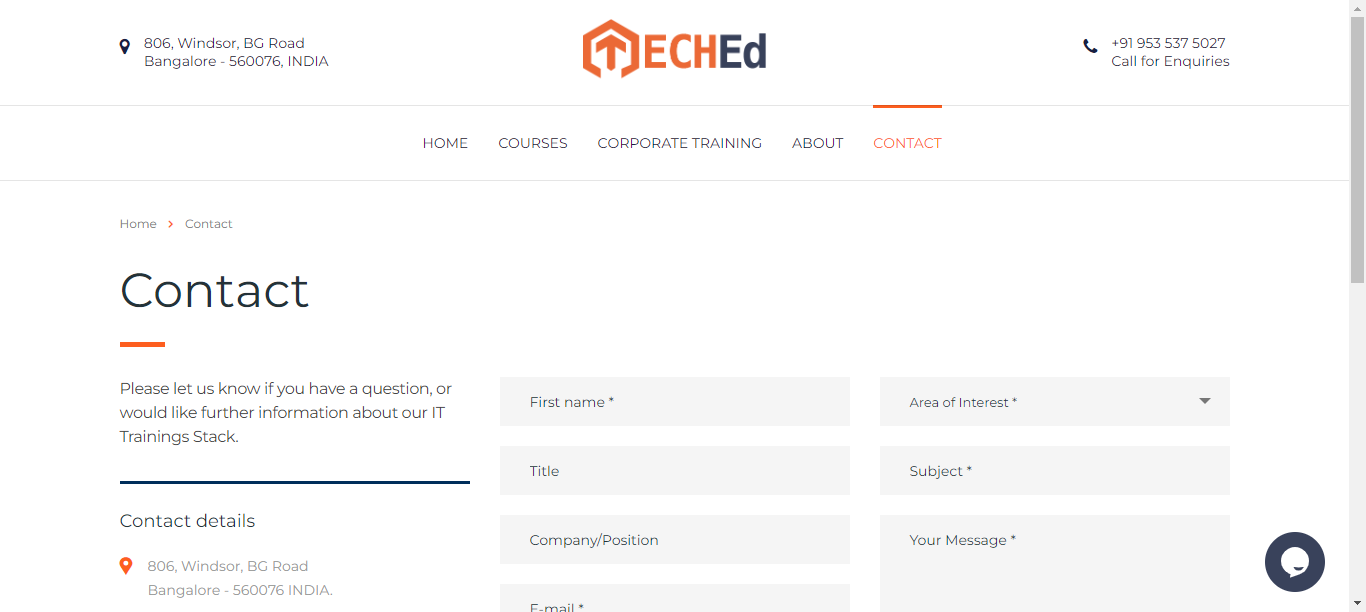 806, Windsor, BG Road
Bangalore - 560076, INDIA
TECHEd
+91 953 537 5027
Call for Enquiries
HOME COURSES CORPORATE TRAINING ABOUT CONTACT
Home > Contact
Contact
Please let us know if you have a question, or
would like further information about our IT
Trainings Stack.
Contact details
806, Windsor, BG Road
Bangalore - 560076 INDIA.
First name *
Title
Company/Position
E-mail *
Area of Interest *
Subject *
Your Message *